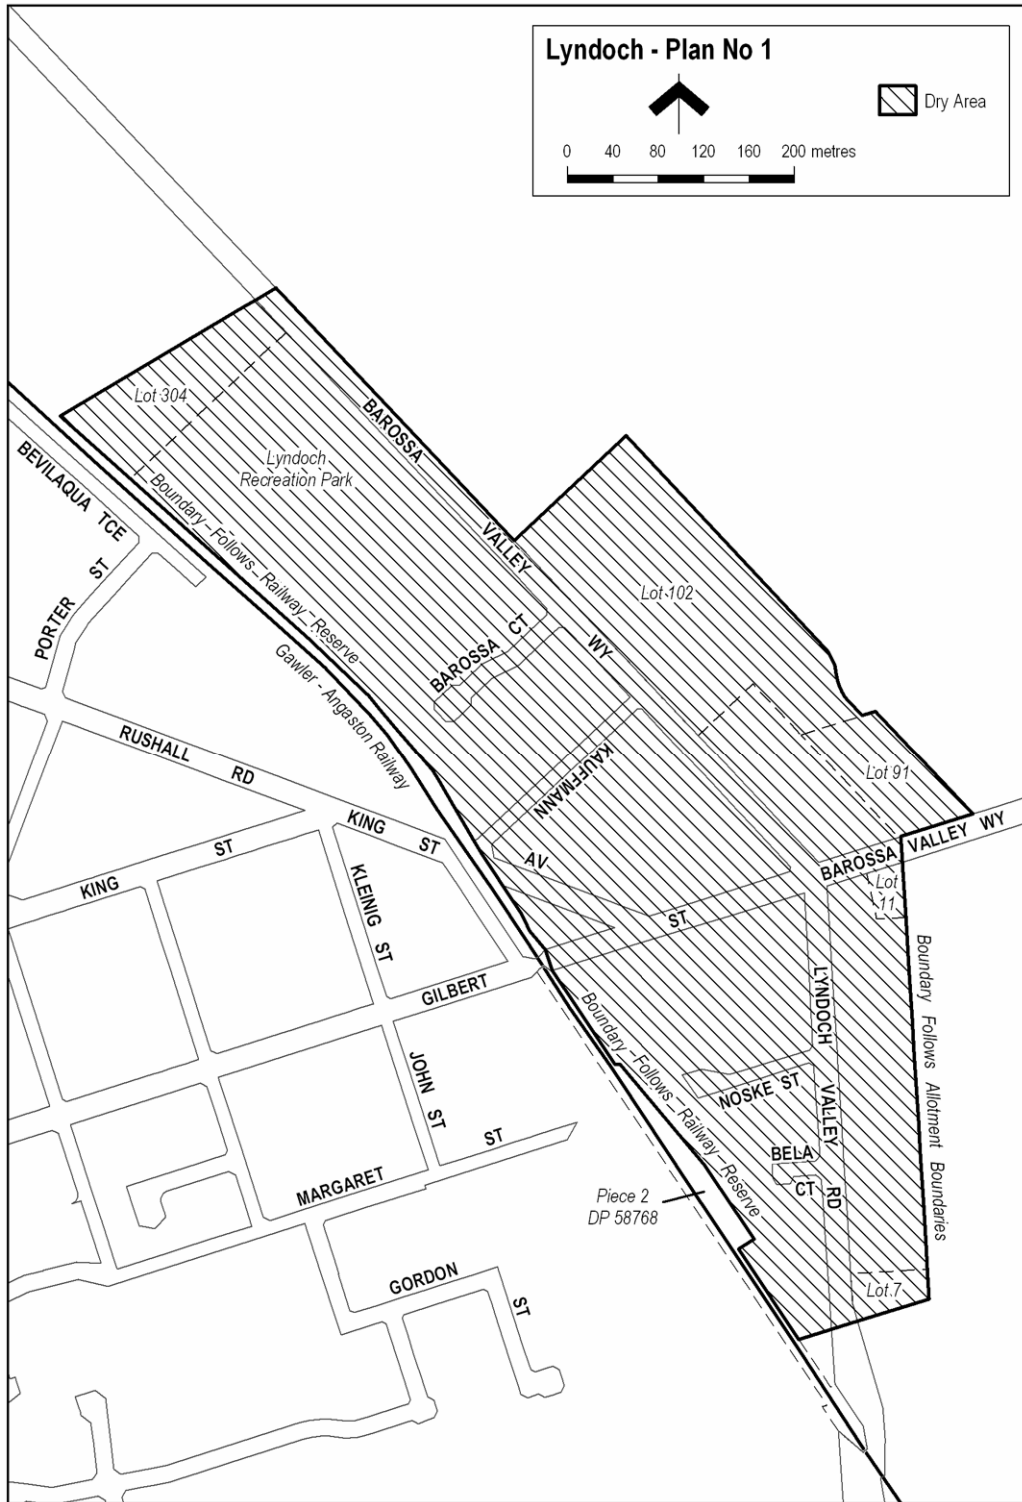 Lyndoch - Plan No 1
Dry Area
0 40 80 120 160 200 metres
Lot 304
BAROSSA
Lyndoch
Recreation Park
BEVILAQUA TCE
Boundary Follows Railway Reserve
VALLEY
PORTER ST
Lot 102
BAROSSA CT
WY
Gawler - Angaston Railway
RUSHALL RD
KAUFFMANN
Lot 91
KING ST
AV
BAROSSA VALLEY WY
KING ST
KLEINIG ST
Lot
11
ST
GILBERT
LYNDOCH
Boundary Follows Allotment Boundaries
Boundary Follows Railway Reserve
JOHN ST
NOSKE ST
VALLEY
MARGARET ST
BELA
CT
RD
Piece 2
DP 58768
GORDON ST
Lot 7